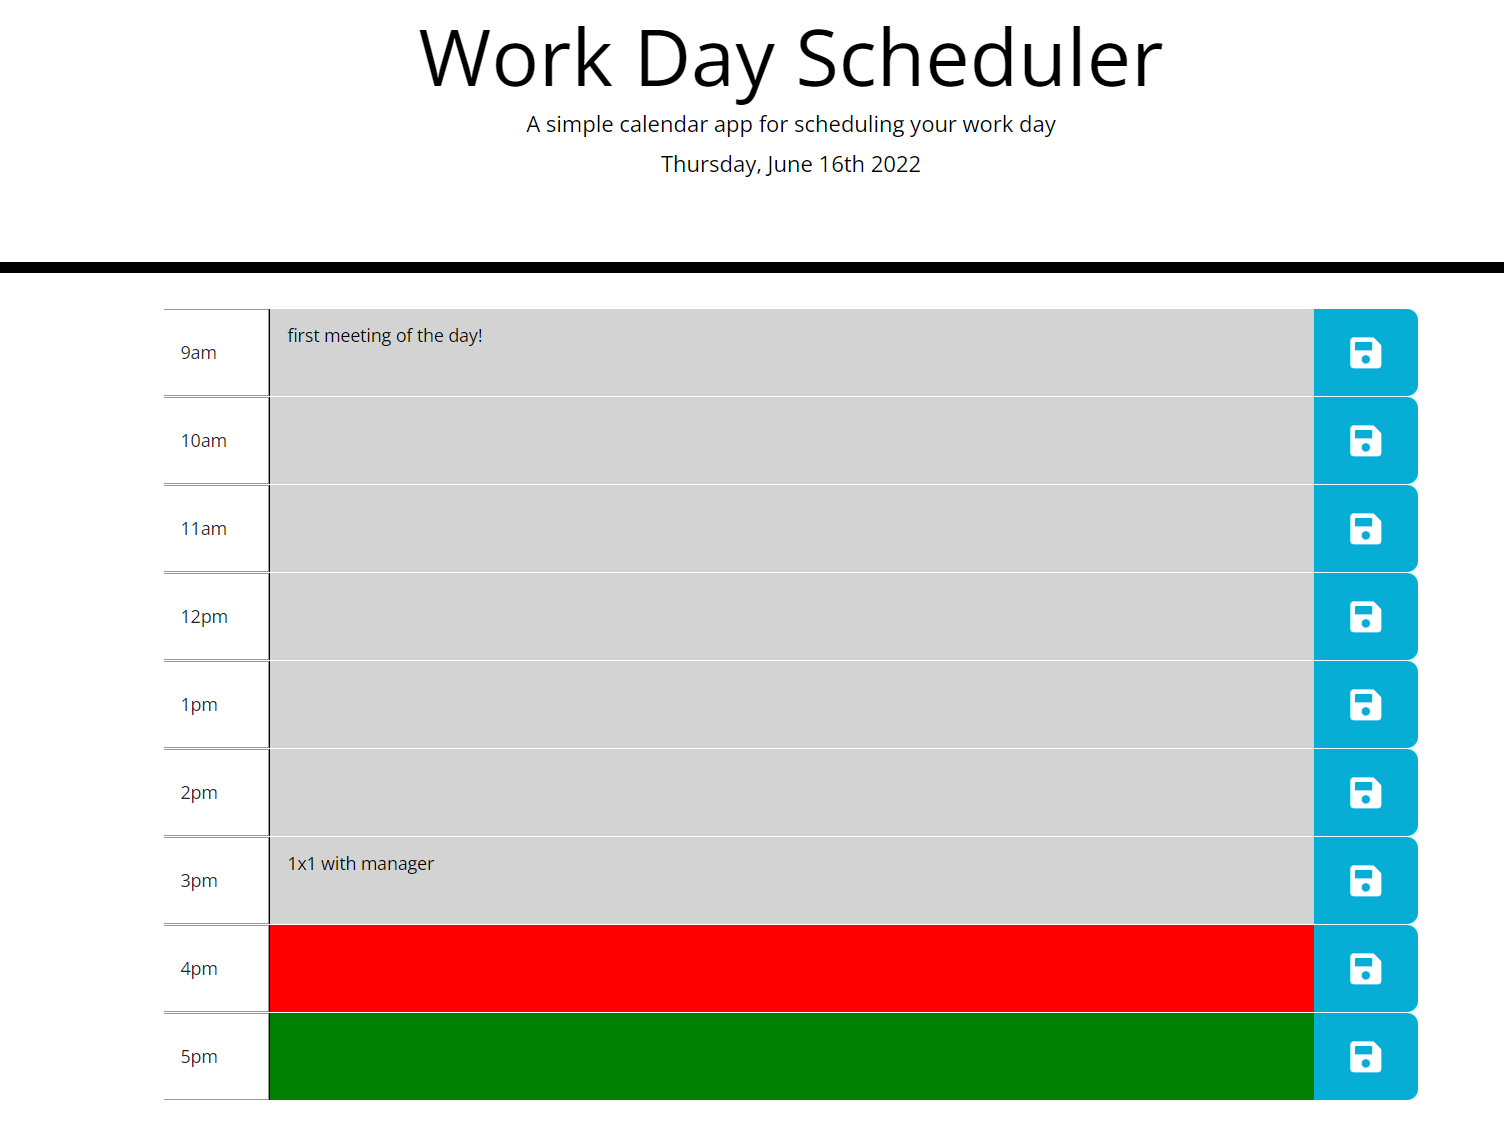 Work Day Scheduler
A simple calendar app for scheduling your work day
Thursday, June 16th 2022
9am
first meeting of the day!
10am
11am
12pm
1pm
2pm
3pm
1x1 with manager
4pm
5pm